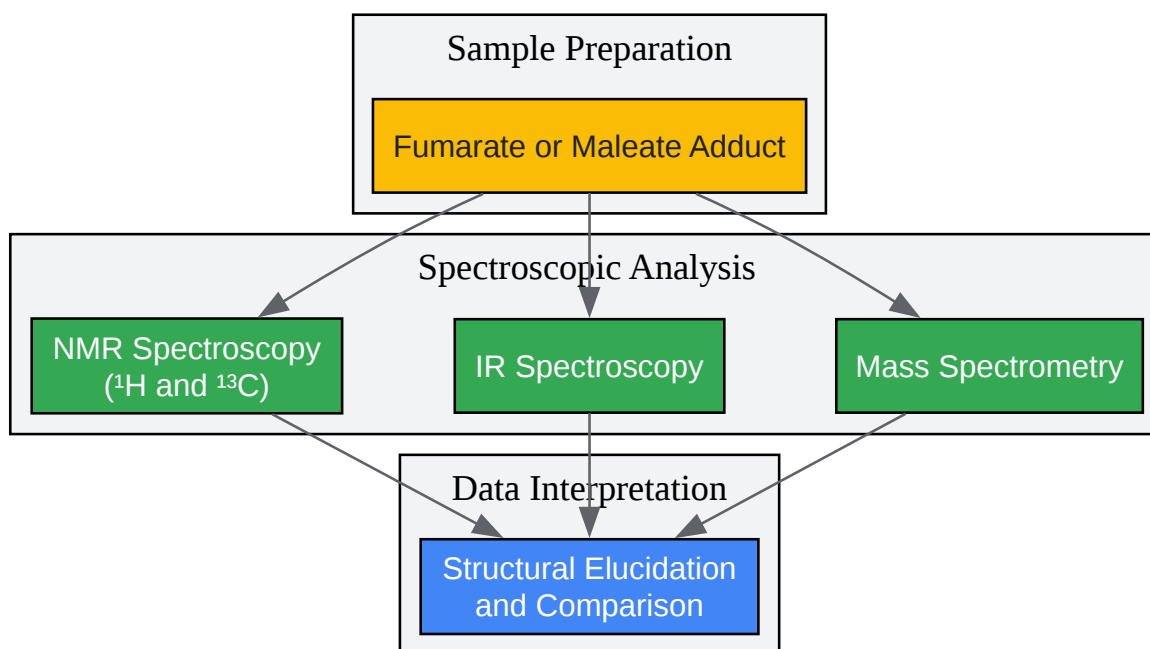 Sample Preparation
Fumarate or Maleate Adduct
Spectroscopic Analysis
NMR Spectroscopy
(¹H and ¹³C)
IR Spectroscopy
Mass Spectrometry
Data Interpretation
Structural Elucidation
and Comparison